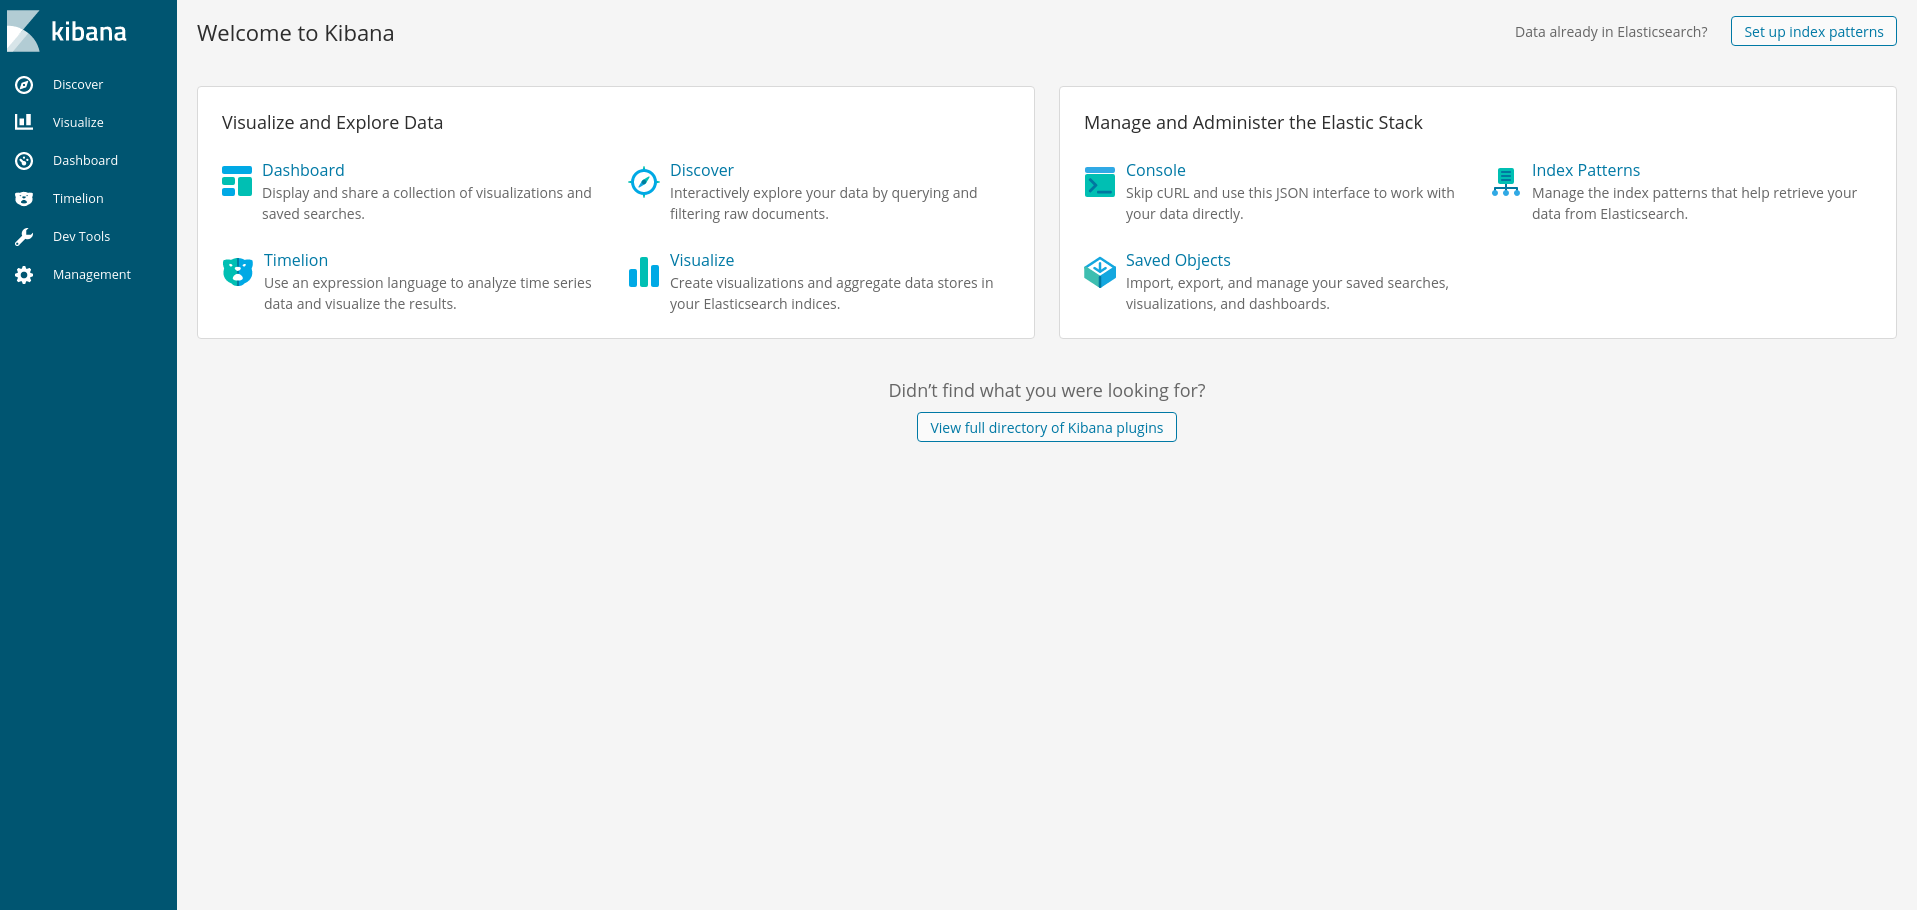 kibana
Discover
Visualize
Dashboard
Timelion
Dev Tools
Management
Welcome to Kibana
Data already in Elasticsearch?
Set up index patterns
Visualize and Explore Data
Dashboard
Display and share a collection of visualizations and
saved searches.
Discover
Interactively explore your data by querying and
filtering raw documents.
Timelion
Use an expression language to analyze time series
data and visualize the results.
Visualize
Create visualizations and aggregate data stores in
your Elasticsearch indices.
Manage and Administer the Elastic Stack
Console
Skip cURL and use this JSON interface to work with
your data directly.
Index Patterns
Manage the index patterns that help retrieve your
data from Elasticsearch.
Saved Objects
Import, export, and manage your saved searches,
visualizations, and dashboards.
Didn’t find what you were looking for?
View full directory of Kibana plugins